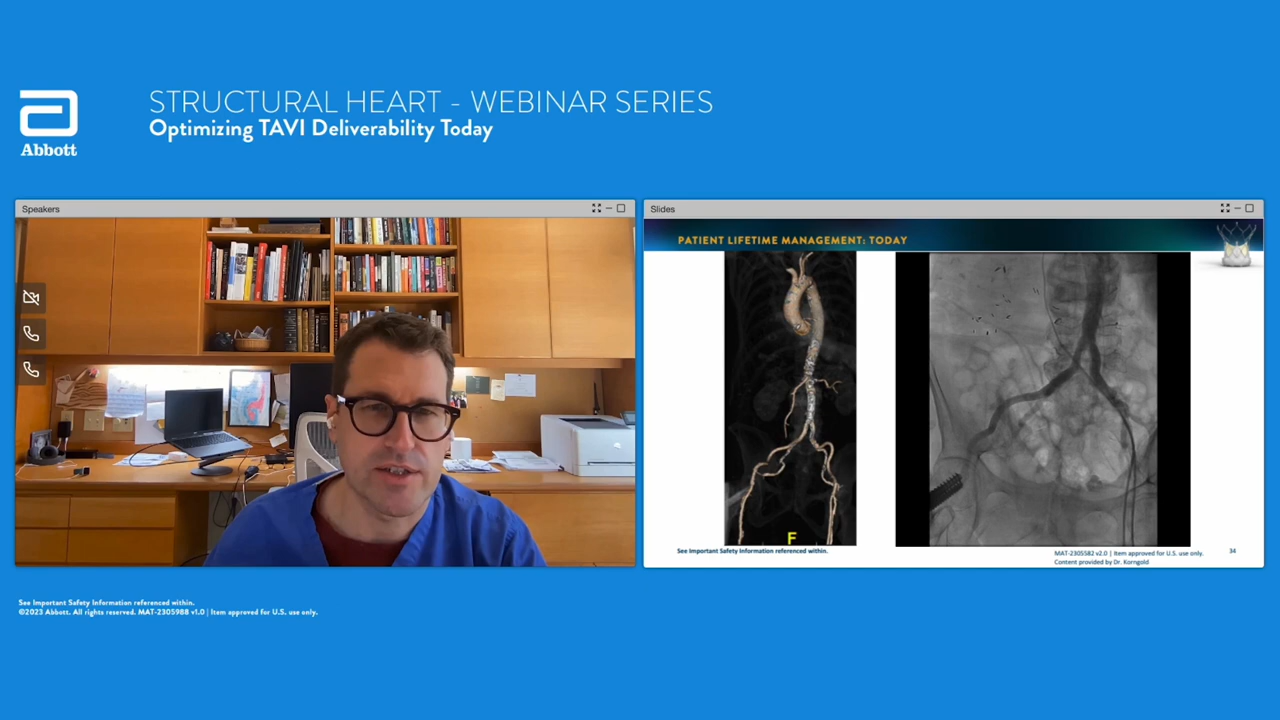 STRUCTURAL HEART - WEBINAR SERIES
Optimizing TAVI Deliverability Today
Abbott
Speakers
Slides
PATIENT LIFETIME MANAGEMENT: TODAY
F
See Important Safety Information referenced within.
MAT-2305582 v2.0 | Item approved for U.S. use only.
Content provided by Dr. Korngold
34
See Important Safety Information referenced within.
©2023 Abbott. All rights reserved. MAT-2305988 v1.0 | Item approved for U.S. use only.